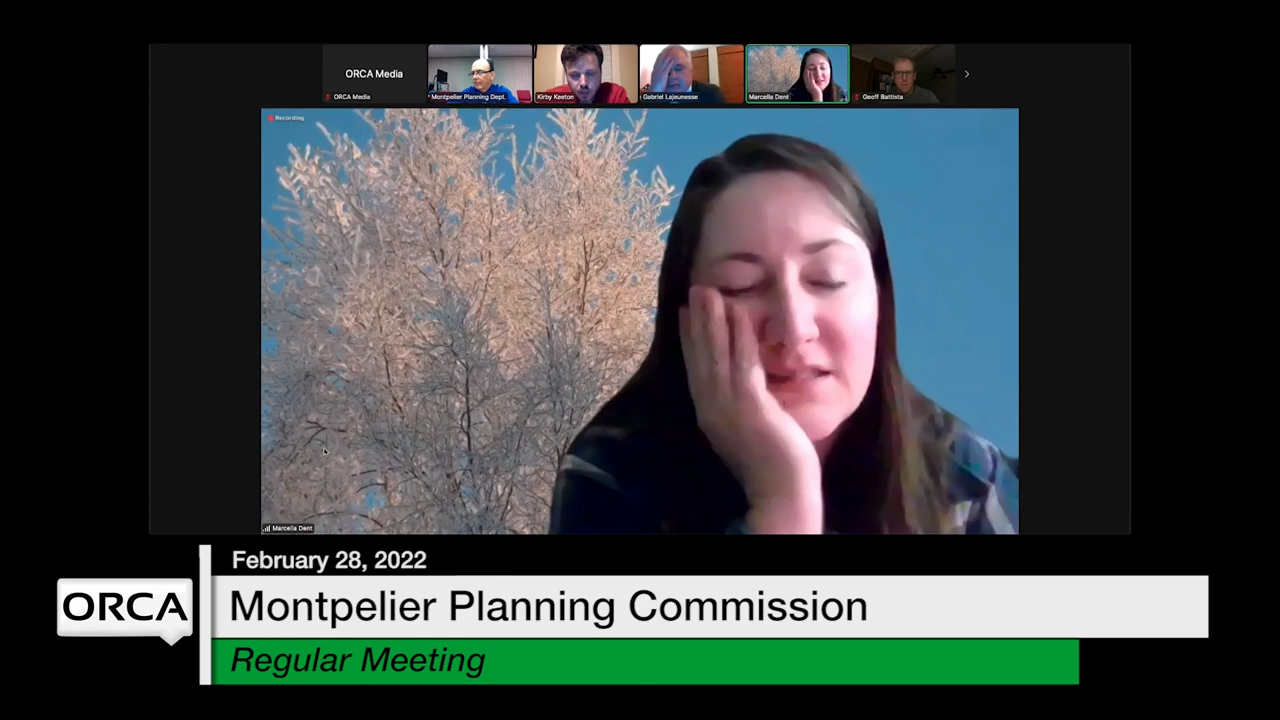 ORCA Media
ORCA Media
Montpelier Planning Dept.
Kirby Keeton
Gabriel Lajeunesse
Marcella Dent
Geoff Battista
Recording
Marcella Dent
February 28, 2022
ORCA
Montpelier Planning Commission
Regular Meeting